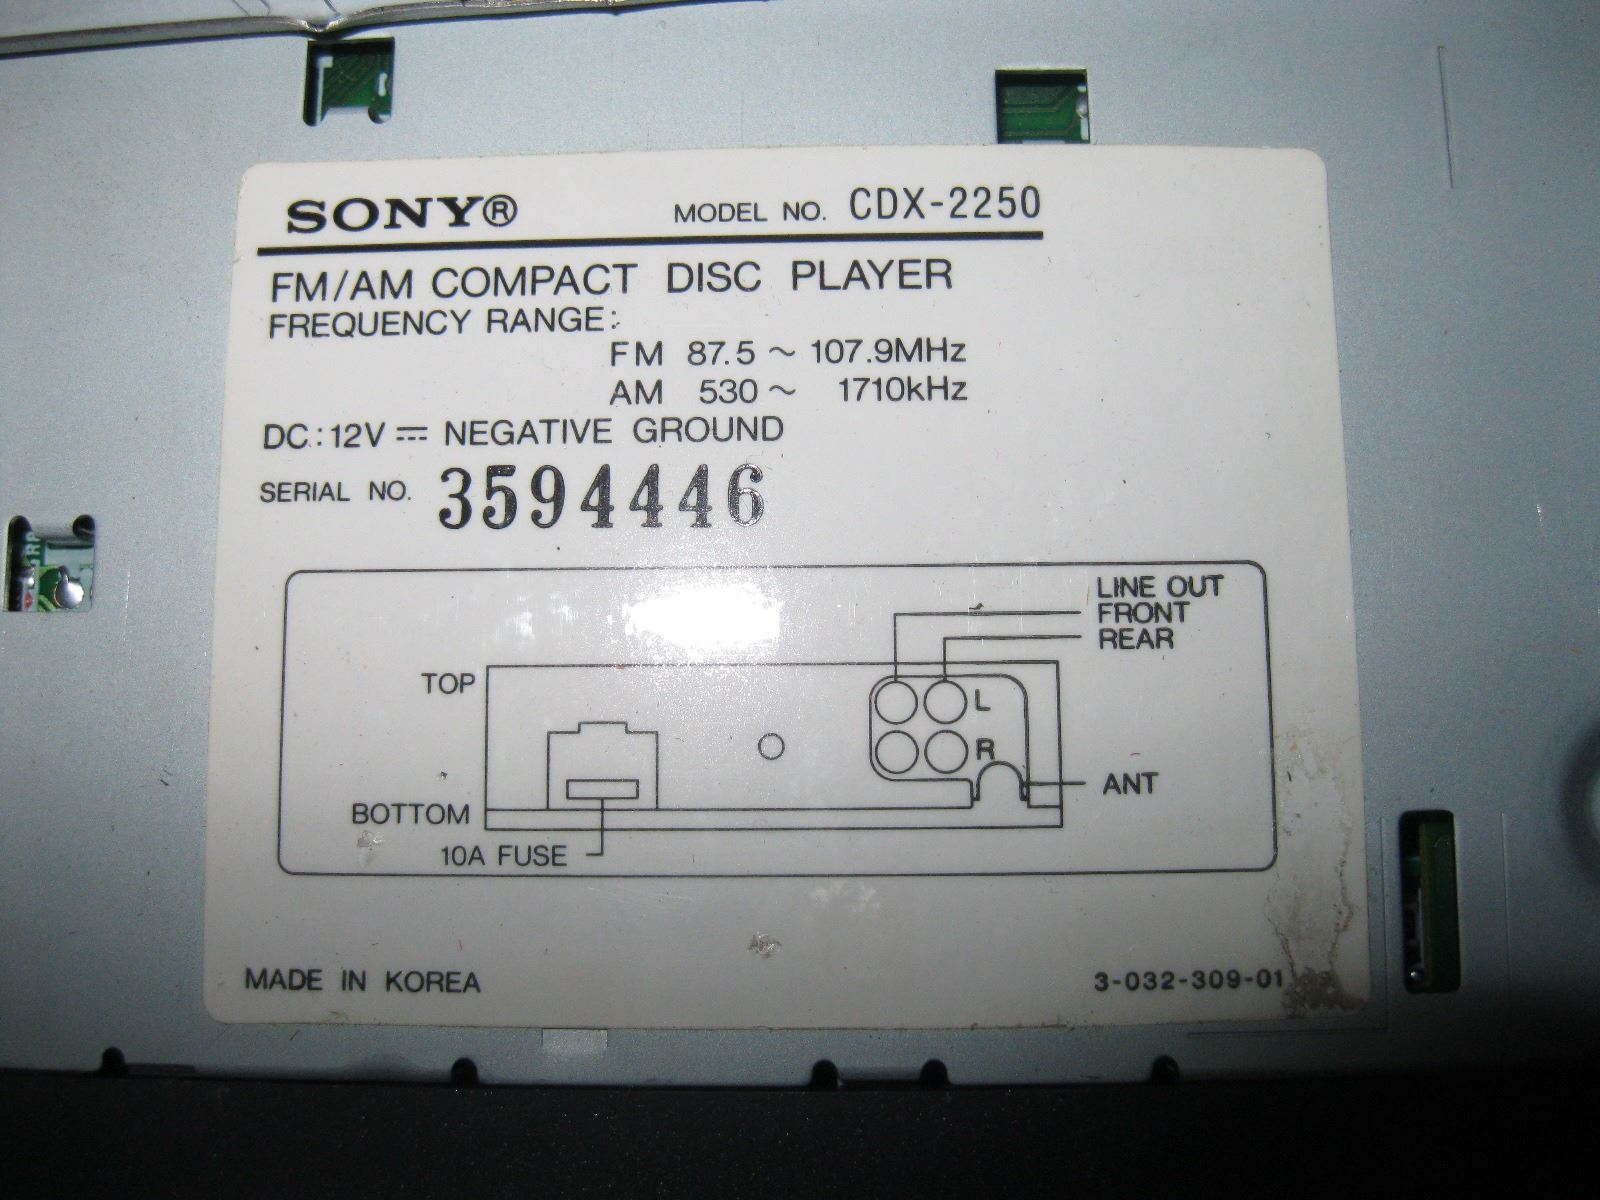 SONY® MODEL NO. CDX-2250
FM/AM COMPACT DISC PLAYER
FREQUENCY RANGE:
FM 87.5 ~ 107.9MHz
AM 530 ~ 1710kHz
DC:12V ⎓ NEGATIVE GROUND
SERIAL NO. 3594446
LINE OUT
FRONT
REAR
TOP
L
R
ANT
BOTTOM
10A FUSE
MADE IN KOREA 3-032-309-01